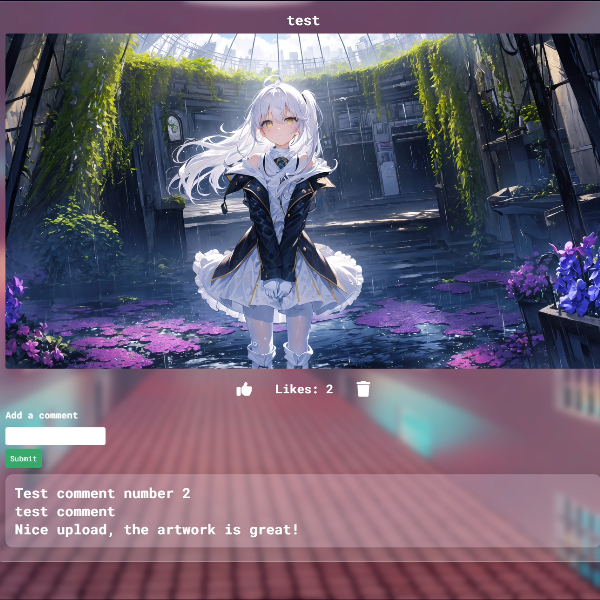 test
Likes: 2
Add a comment
Submit
Test comment number 2
test comment
Nice upload, the artwork is great!